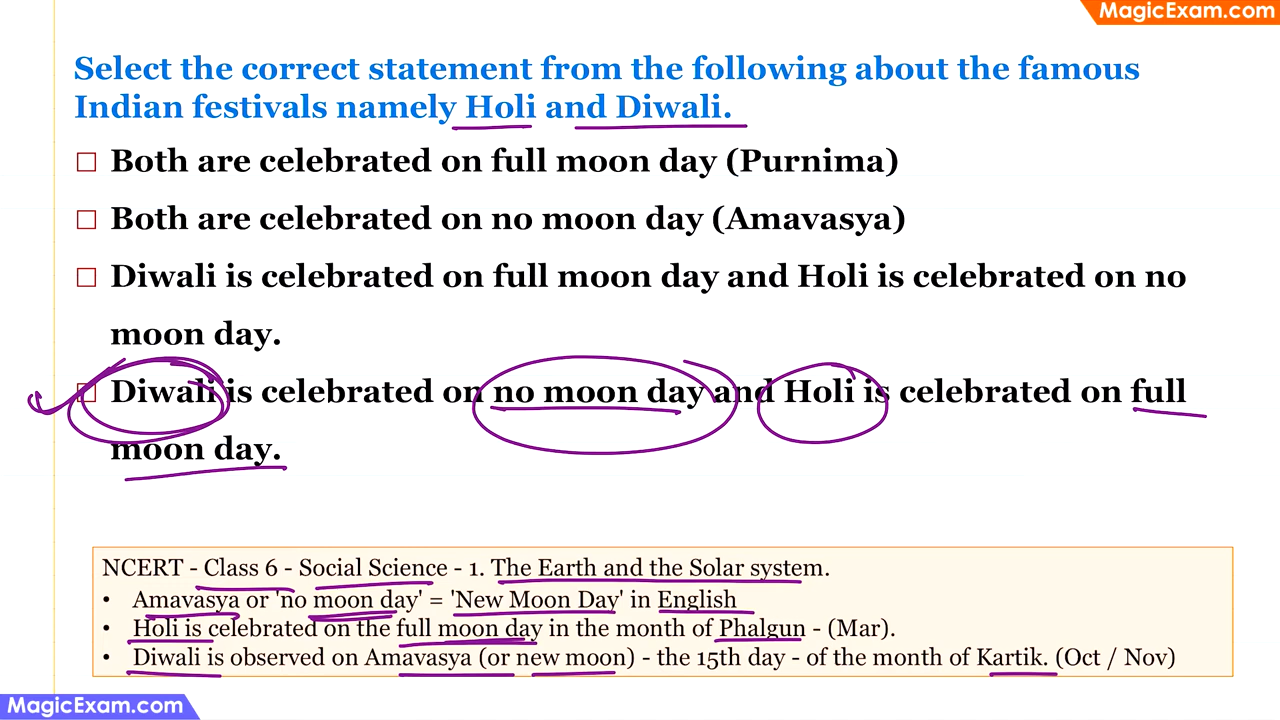 MagicExam.com
Select the correct statement from the following about the famous
Indian festivals namely Holi and Diwali.
□ Both are celebrated on full moon day (Purnima)
□ Both are celebrated on no moon day (Amavasya)
□ Diwali is celebrated on full moon day and Holi is celebrated on no
moon day.
□ Diwali is celebrated on no moon day and Holi is celebrated on full
moon day.
NCERT - Class 6 - Social Science - 1. The Earth and the Solar system.
• Amavasya or 'no moon day' = 'New Moon Day' in English
• Holi is celebrated on the full moon day in the month of Phalgun - (Mar).
• Diwali is observed on Amavasya (or new moon) - the 15th day - of the month of Kartik. (Oct / Nov)
MagicExam.com